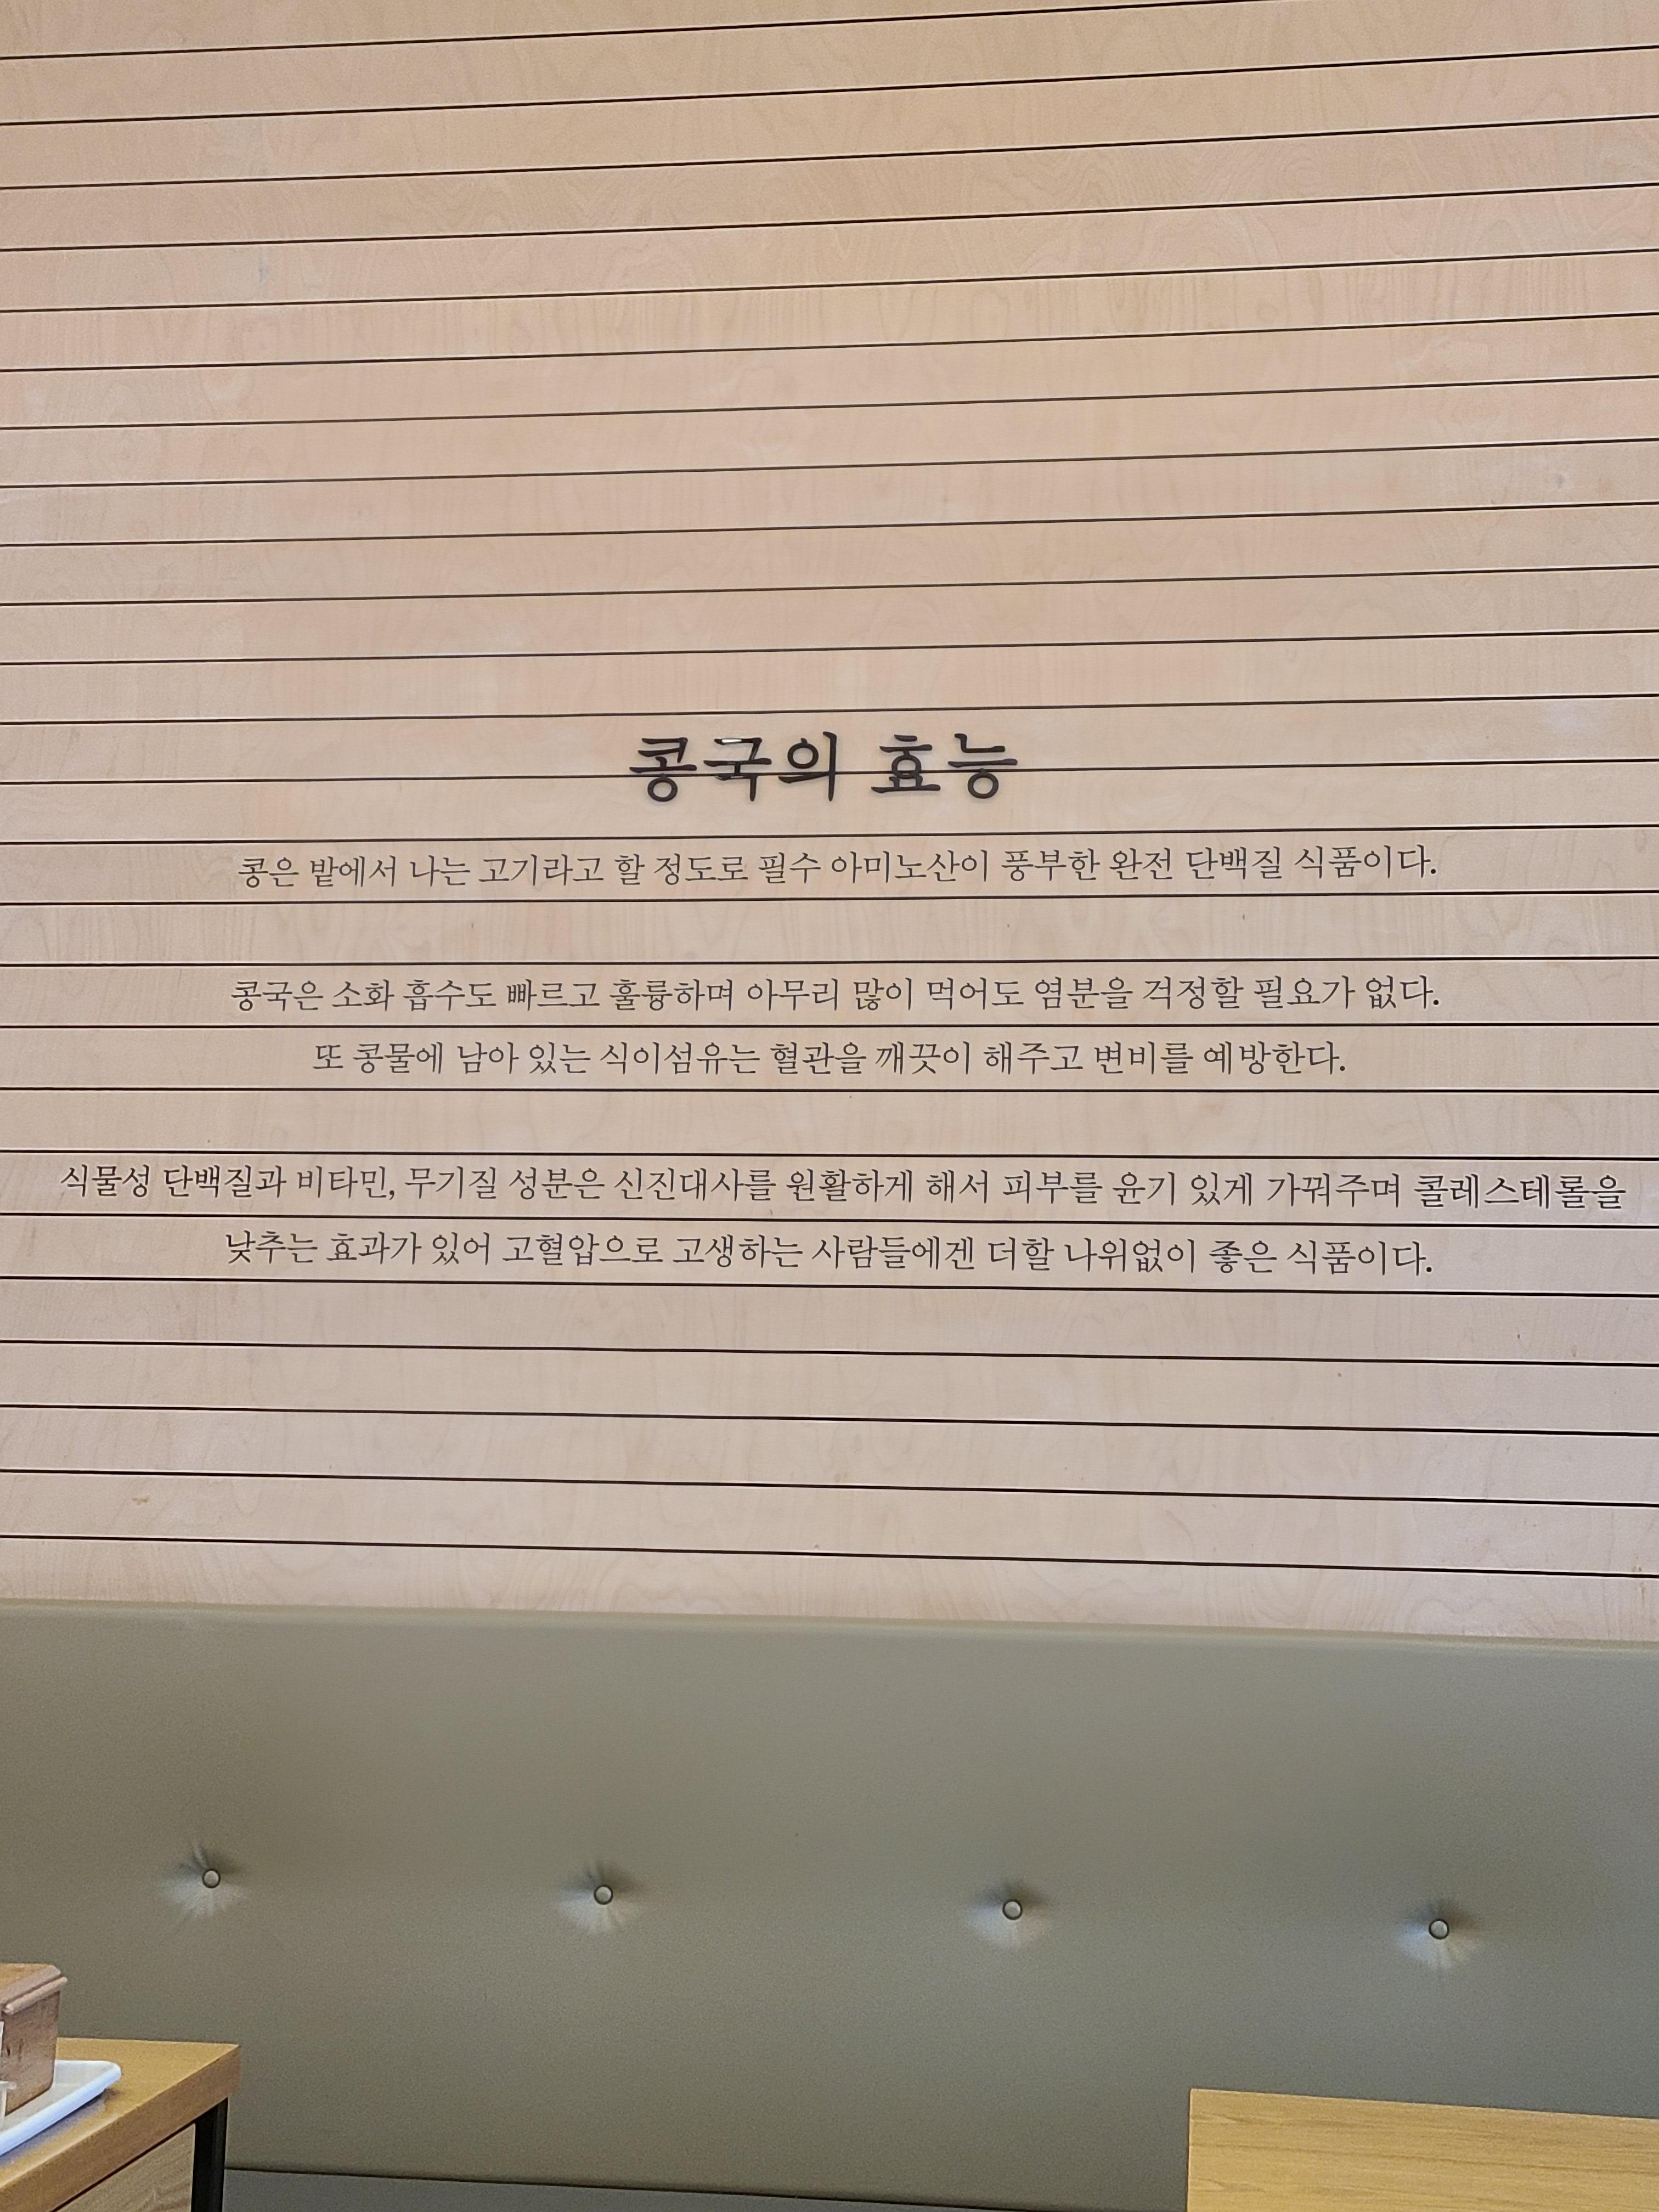 콩국의 효능
콩은 밭에서 나는 고기라고 할 정도로 필수 아미노산이 풍부한 완전 단백질 식품이다.
콩국은 소화 흡수도 빠르고 훌륭하며 아무리 많이 먹어도 염분을 걱정할 필요가 없다.
또 콩물에 남아 있는 식이섬유는 혈관을 깨끗이 해주고 변비를 예방한다.
식물성 단백질과 비타민, 무기질 성분은 신진대사를 원활하게 해서 피부를 윤기 있게 가꿔주며 콜레스테롤을
낮추는 효과가 있어 고혈압으로 고생하는 사람들에겐 더할 나위없이 좋은 식품이다.